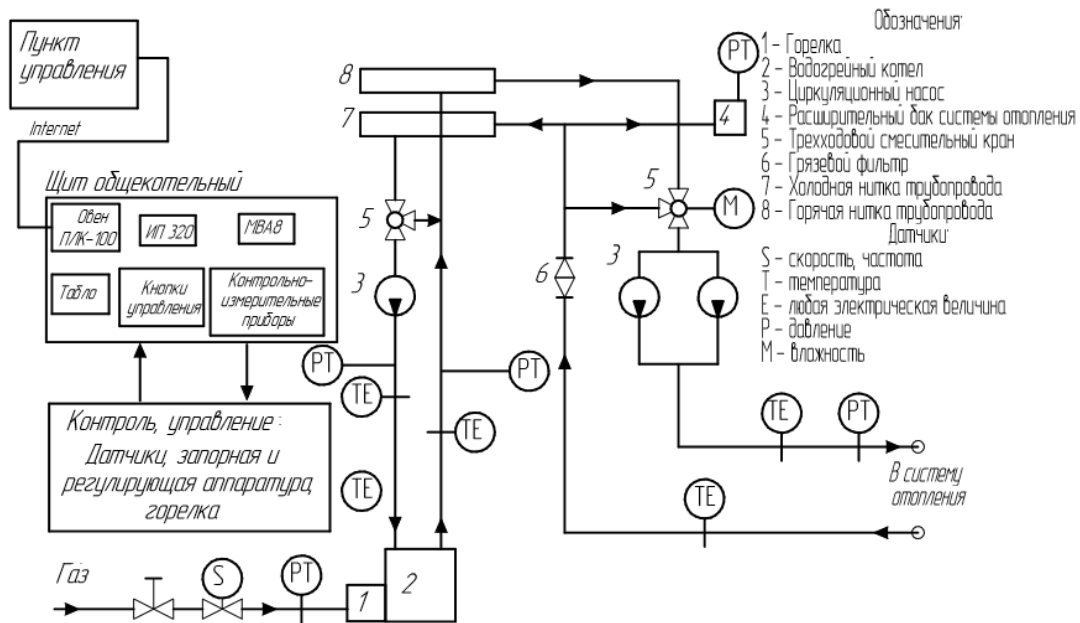 Пункт
управления
Internet
Щит общекотельный
Овен
ПЛК-100
ИП 320
МВА8
Табло
Кнопки
управления
Контрольно-
измерительные
приборы
Контроль, управление:
Датчики, запорная и
регулирующая аппаратура,
горелка
Газ
S
PT
1
2
8
7
5
3
PT
TE
TE
PT
TE
6
PT
4
5
M
3
TE
PT
В систему
отопления
TE
Обозначения:
1 - Горелка
2 - Водогрейный котел
3 - Циркуляционный насос
4 - Расширительный бак системы отопления
5 - Трехходовой смесительный кран
6 - Грязевой фильтр
7 - Холодная нитка трубопровода
8 - Горячая нитка трубопровода
Датчики:
S - скорость, частота
T - температура
E - любая электрическая величина
P - давление
M - влажность